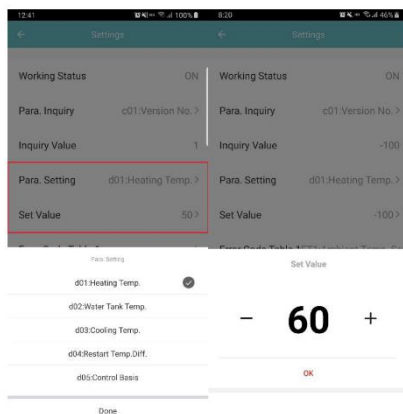 12:41
100%
Settings
Working Status ON
Para. Inquiry c01:Version No. >
Inquiry Value 1
Para. Setting d01:Heating Temp. >
Set Value 50 >
Para. Setting
d01:Heating Temp.
d02:Water Tank Temp.
d03:Cooling Temp.
d04:Restart Temp.Diff.
d05:Control Basis
Done
8:20
46%
Settings
Working Status ON
Para. Inquiry c01:Version No. >
Inquiry Value -100
Para. Setting d01:Heating Temp. >
Set Value -100 >
Set Value
− 60 +
OK